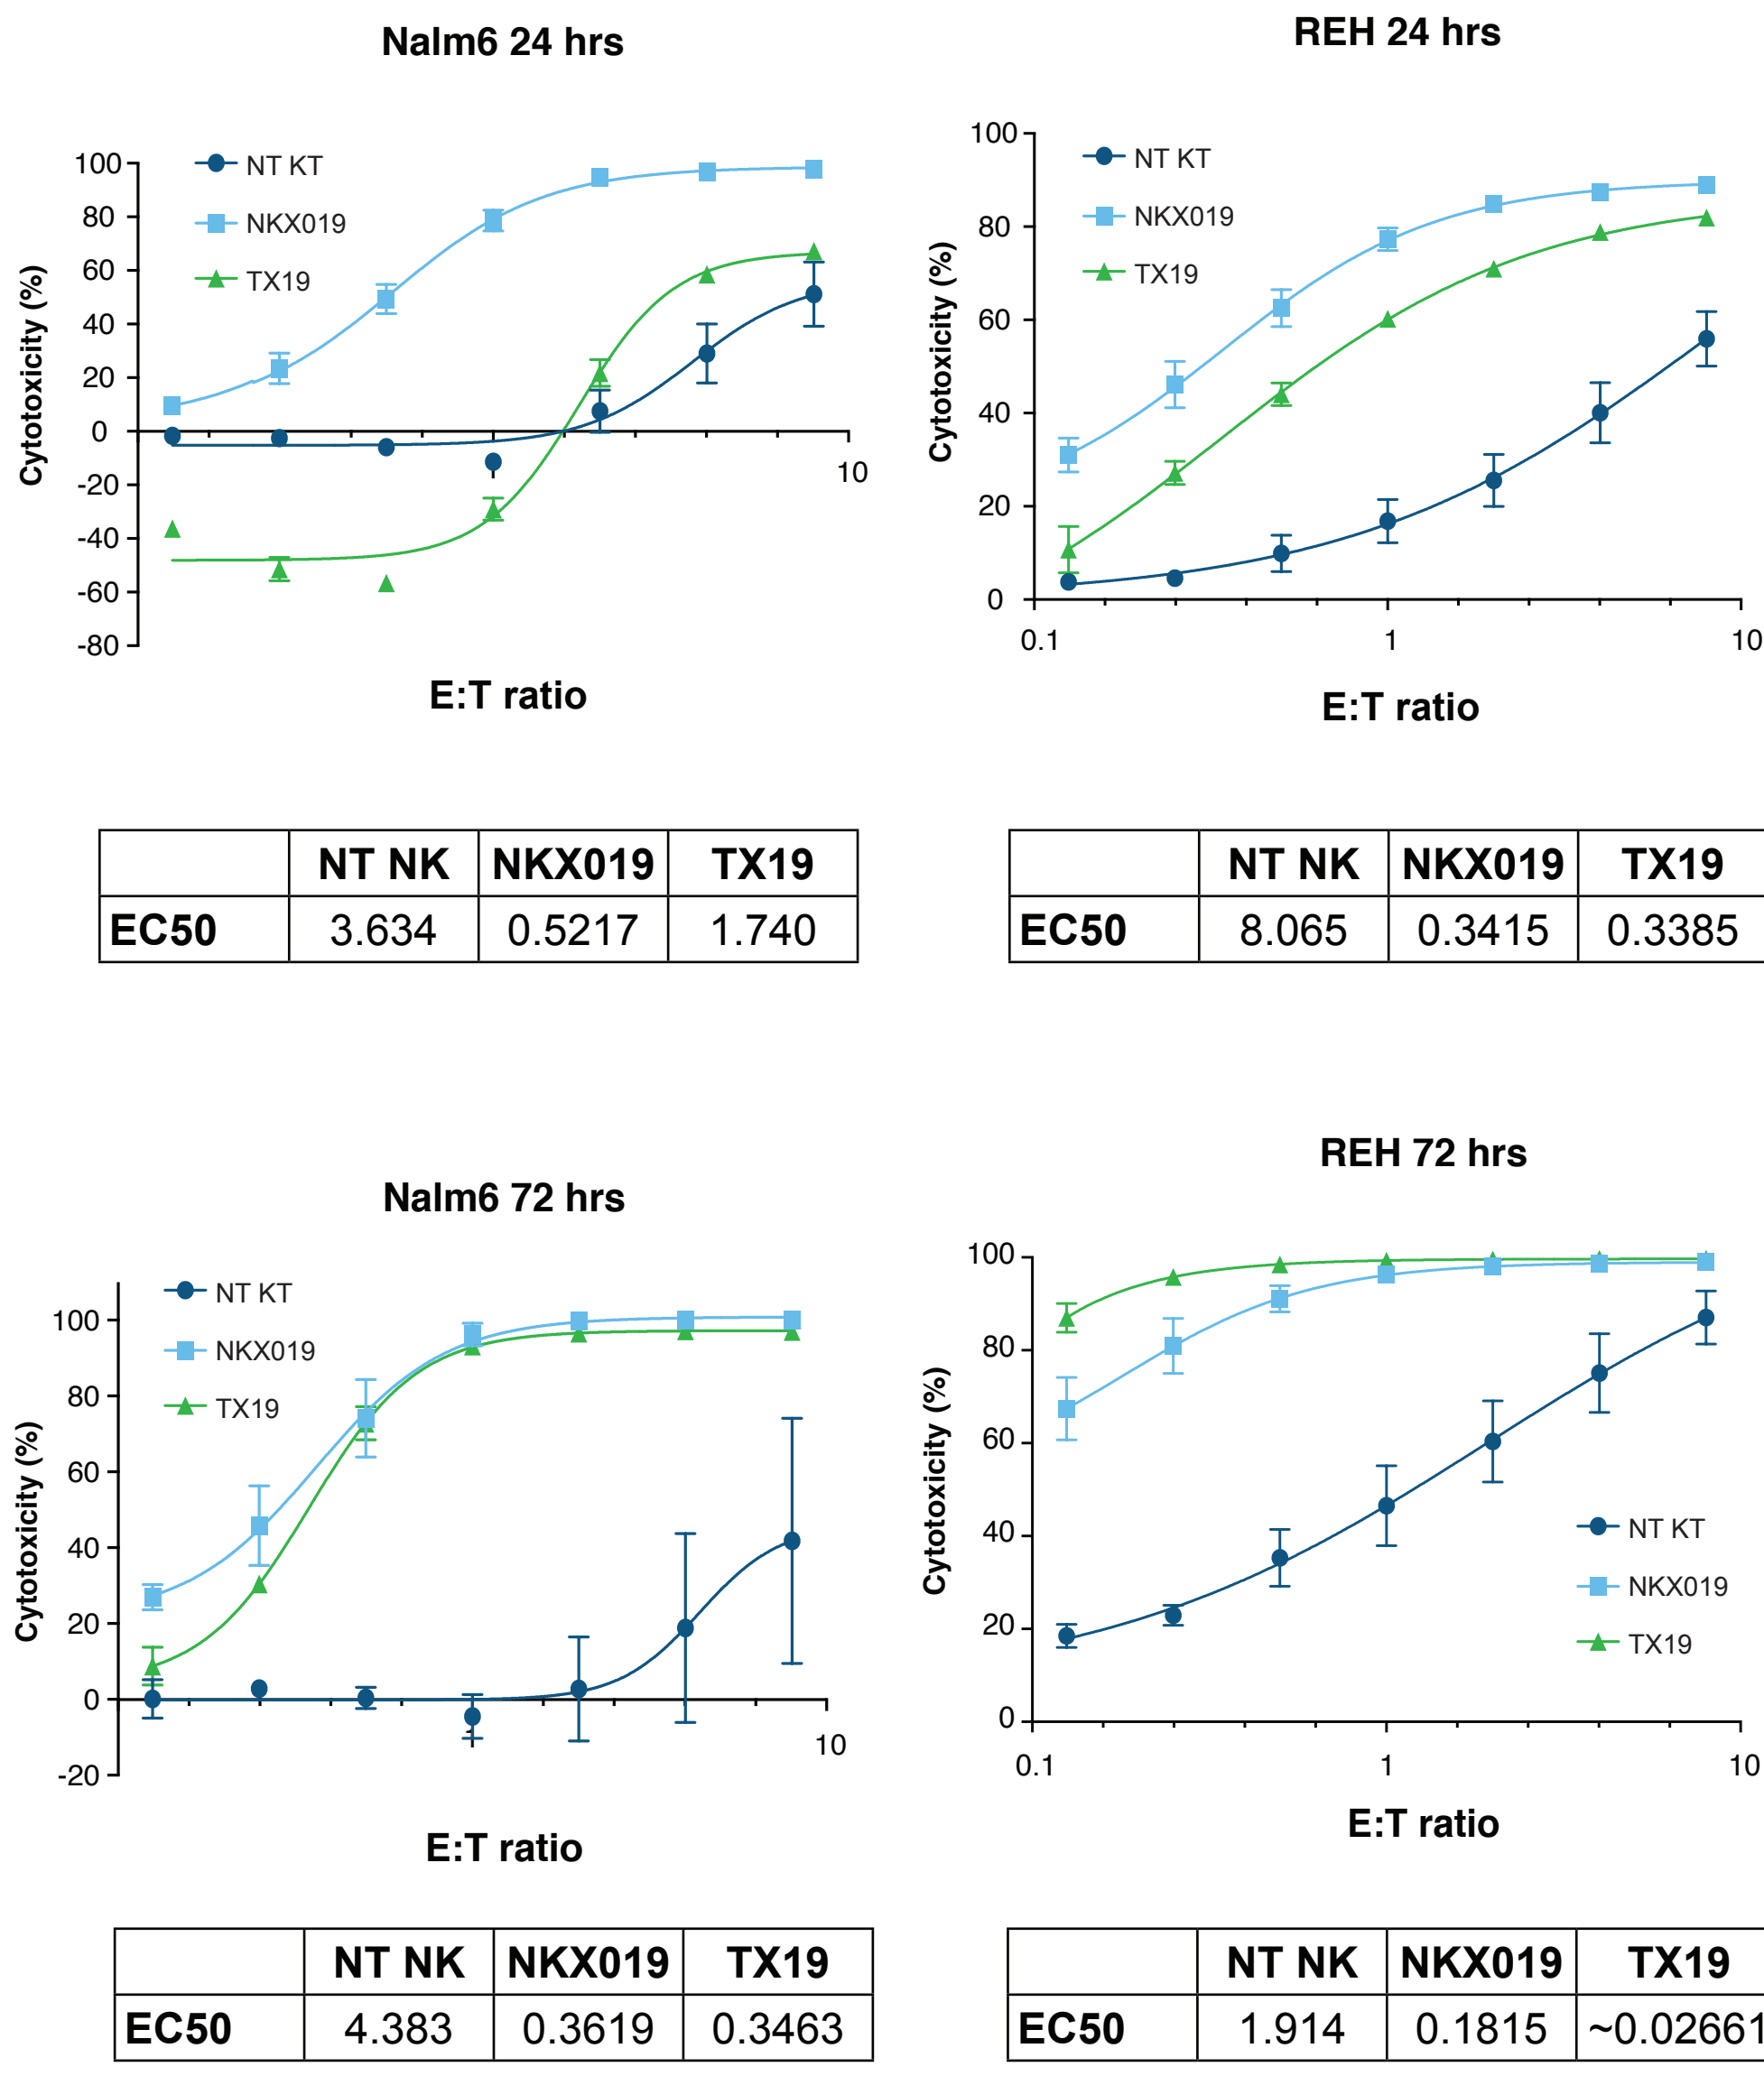 Nalm6 24 hrs
Cytotoxicity (%)
100
80
60
40
20
0
-20
-40
-60
-80
NT KT
NKX019
TX19
10
E:T ratio
NT NK NKX019 TX19
EC50 3.634 0.5217 1.740
REH 24 hrs
Cytotoxicity (%)
100
80
60
40
20
0
NT KT
NKX019
TX19
0.1 1 10
E:T ratio
NT NK NKX019 TX19
EC50 8.065 0.3415 0.3385
Nalm6 72 hrs
Cytotoxicity (%)
100
80
60
40
20
0
-20
NT KT
NKX019
TX19
1 10
E:T ratio
NT NK NKX019 TX19
EC50 4.383 0.3619 0.3463
REH 72 hrs
Cytotoxicity (%)
100
80
60
40
20
0
NT KT
NKX019
TX19
0.1 1 10
E:T ratio
NT NK NKX019 TX19
EC50 1.914 0.1815 ~0.02661